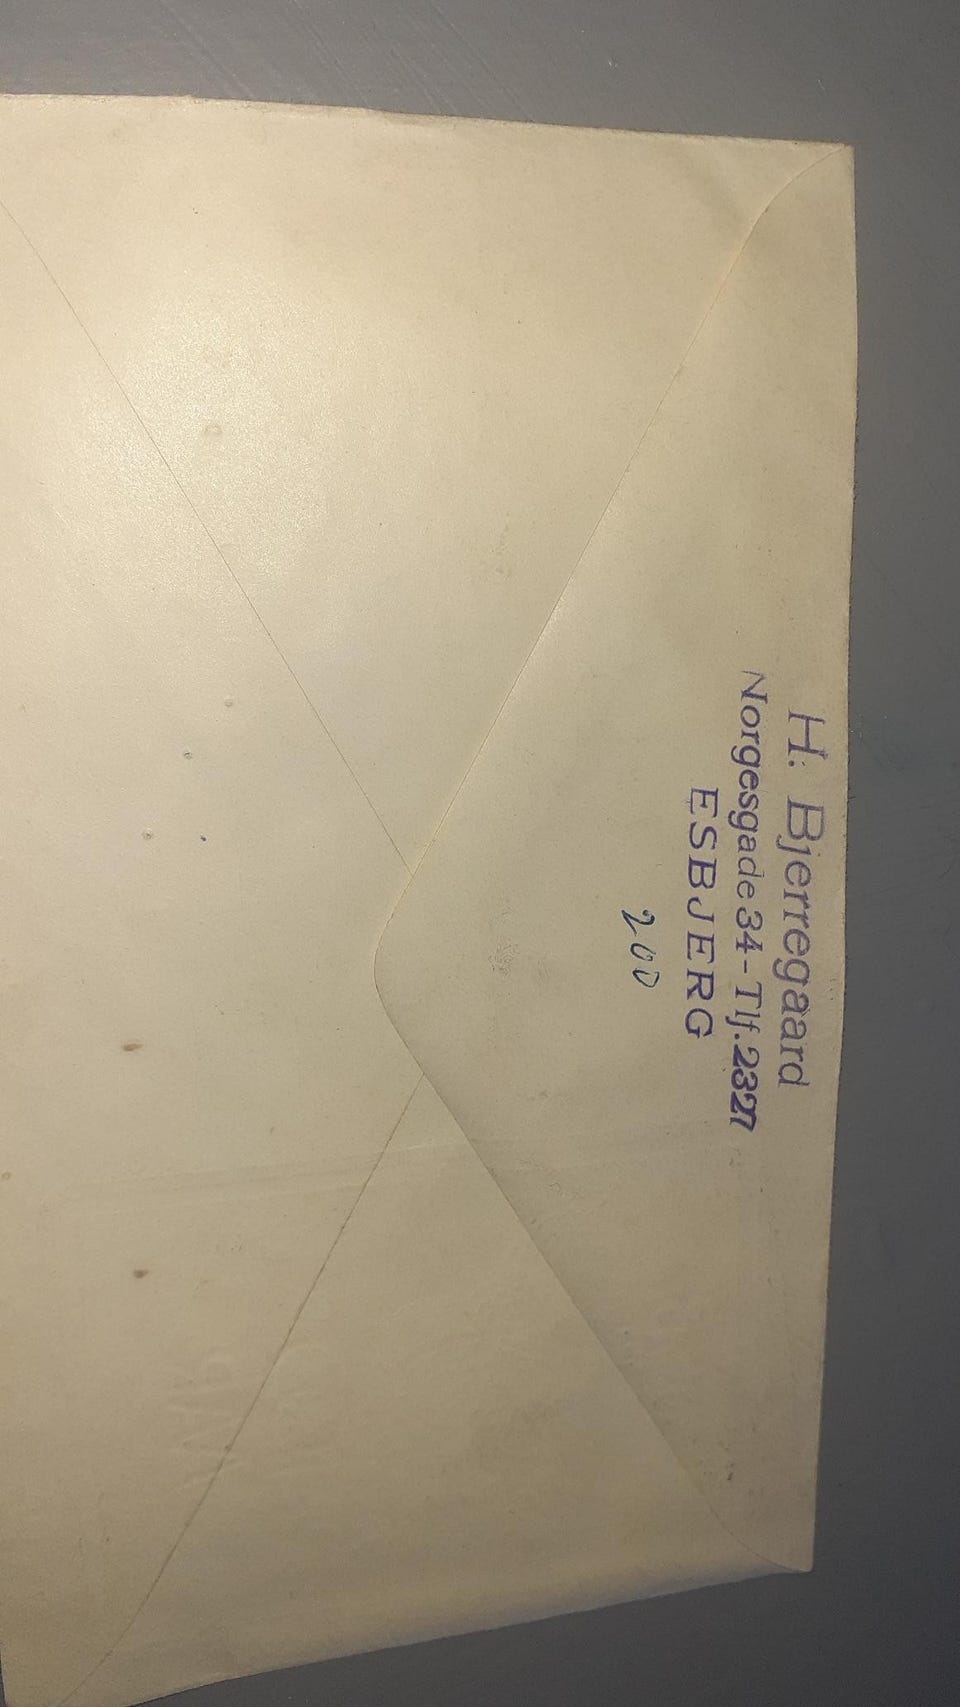 H. Bjerregaard
Norgesgade 34 - Tlf. 2327
ESBJERG
200